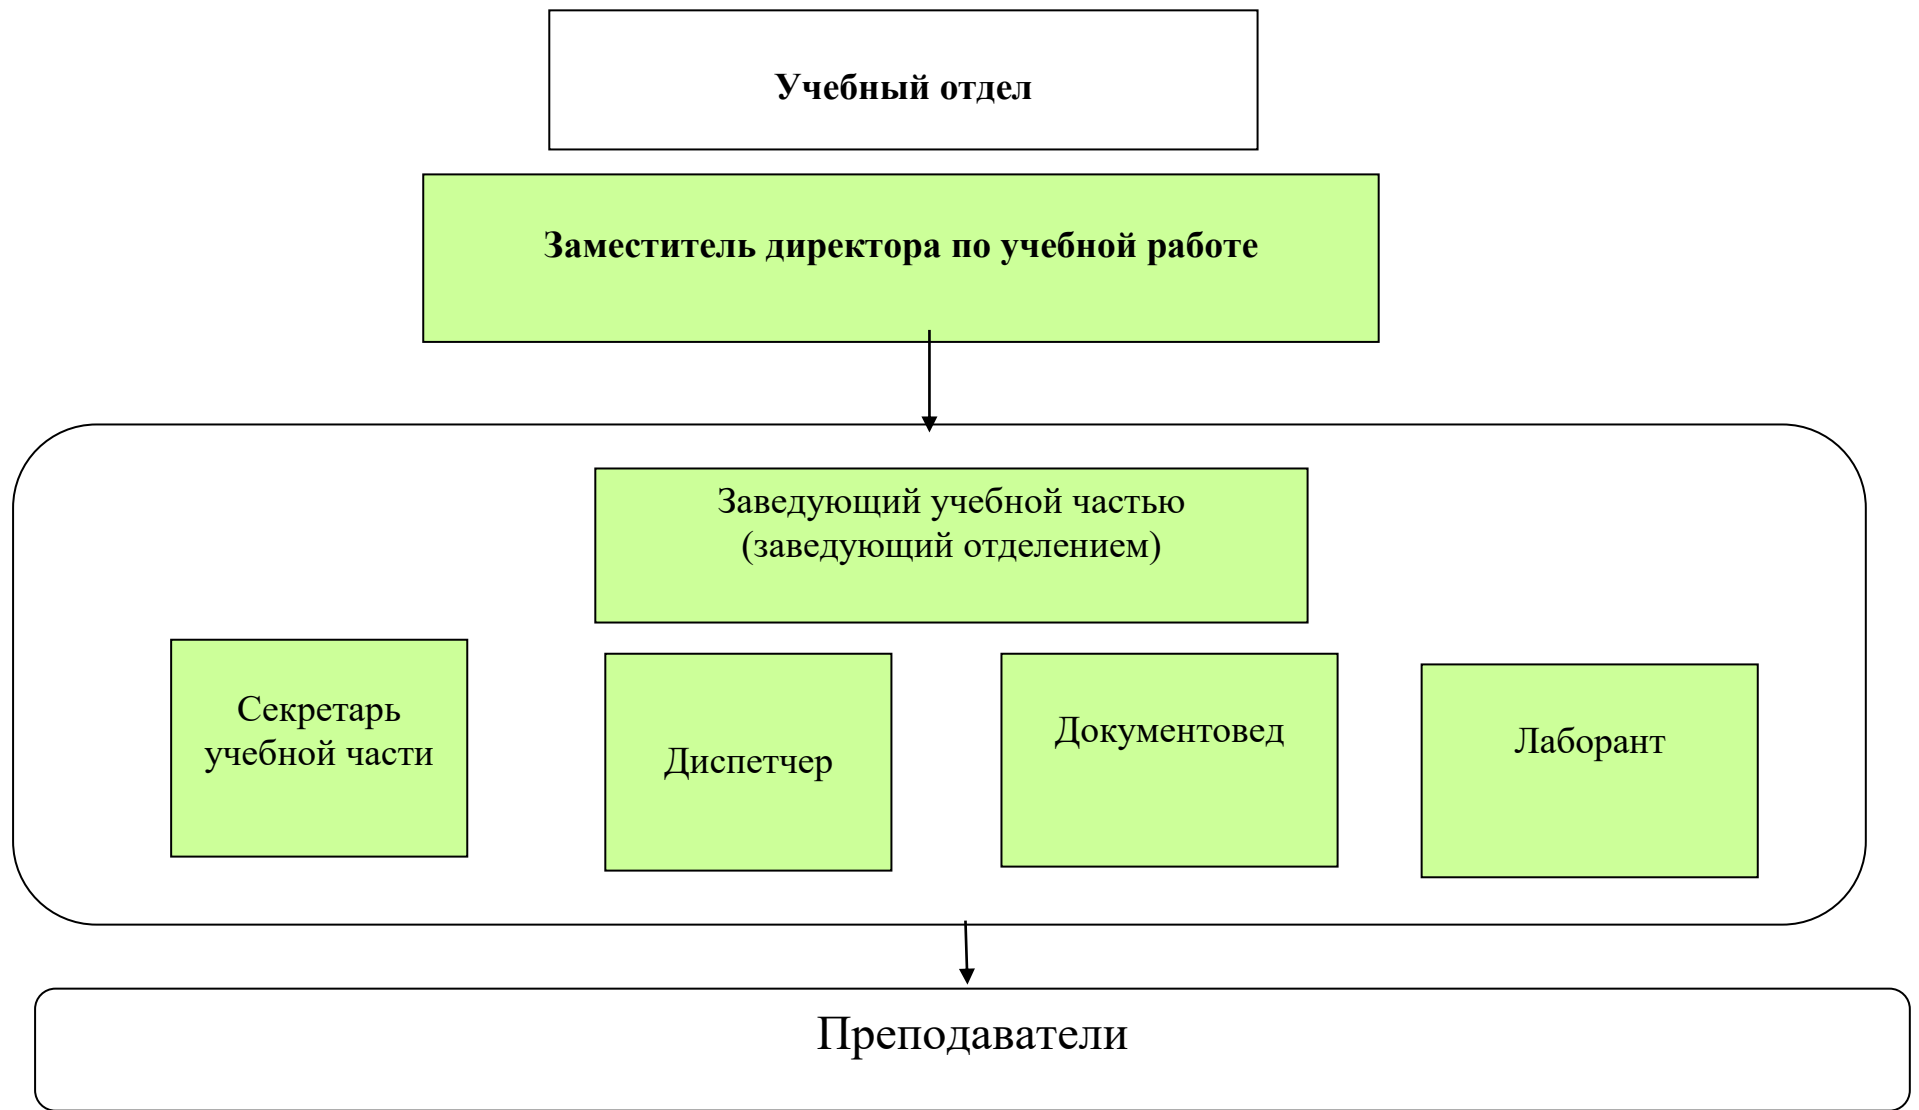 Учебный отдел
Заместитель директора по учебной работе
Заведующий учебной частью
(заведующий отделением)
Секретарь
учебной части
Диспетчер
Документовед
Лаборант
Преподаватели